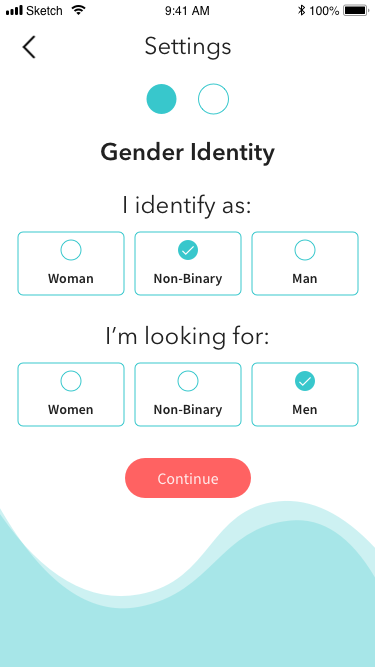 Sketch 9:41 AM 100%
Settings
Gender Identity
I identify as:
Woman Non-Binary Man
I’m looking for:
Women Non-Binary Men
Continue